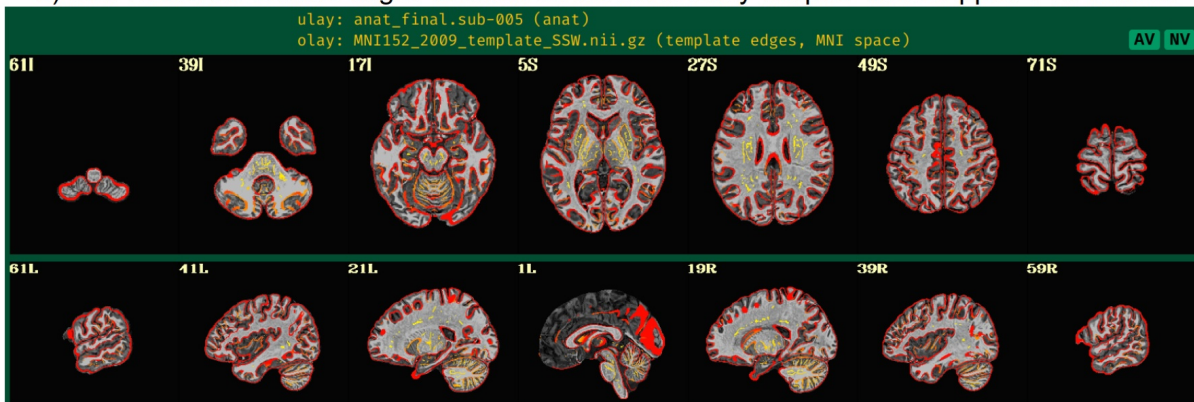 ulay: anat_final.sub-005 (anat)
olay: MNI152_2009_template_SSW.nii.gz (template edges, MNI space)
AV NV
61I 39I 17I 5S 27S 49S 71S
61L 41L 21L 1L 19R 39R 59R